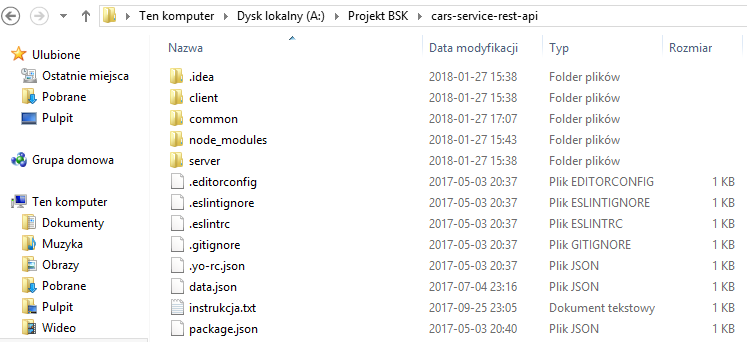 Ten komputer Dysk lokalny (A:) Projekt BSK cars-service-rest-api
Ulubione
Ostatnie miejsca
Pobrane
Pulpit
Grupa domowa
Ten komputer
Dokumenty
Muzyka
Obrazy
Pobrane
Pulpit
Wideo
Nazwa Data modyfikacji Typ Rozmiar
.idea 2018-01-27 15:38 Folder plików
client 2018-01-27 15:38 Folder plików
common 2018-01-27 17:07 Folder plików
node_modules 2018-01-27 15:43 Folder plików
server 2018-01-27 15:38 Folder plików
.editorconfig 2017-05-03 20:37 Plik EDITORCONFIG 1 KB
.eslintignore 2017-05-03 20:37 Plik ESLINTIGNORE 1 KB
.eslintrc 2017-05-03 20:37 Plik ESLINTRC 1 KB
.gitignore 2017-05-03 20:37 Plik GITIGNORE 1 KB
.yo-rc.json 2017-05-03 20:37 Plik JSON 1 KB
data.json 2017-07-04 23:16 Plik JSON 1 KB
instrukcja.txt 2017-09-25 23:05 Dokument tekstowy 1 KB
package.json 2017-05-03 20:40 Plik JSON 1 KB